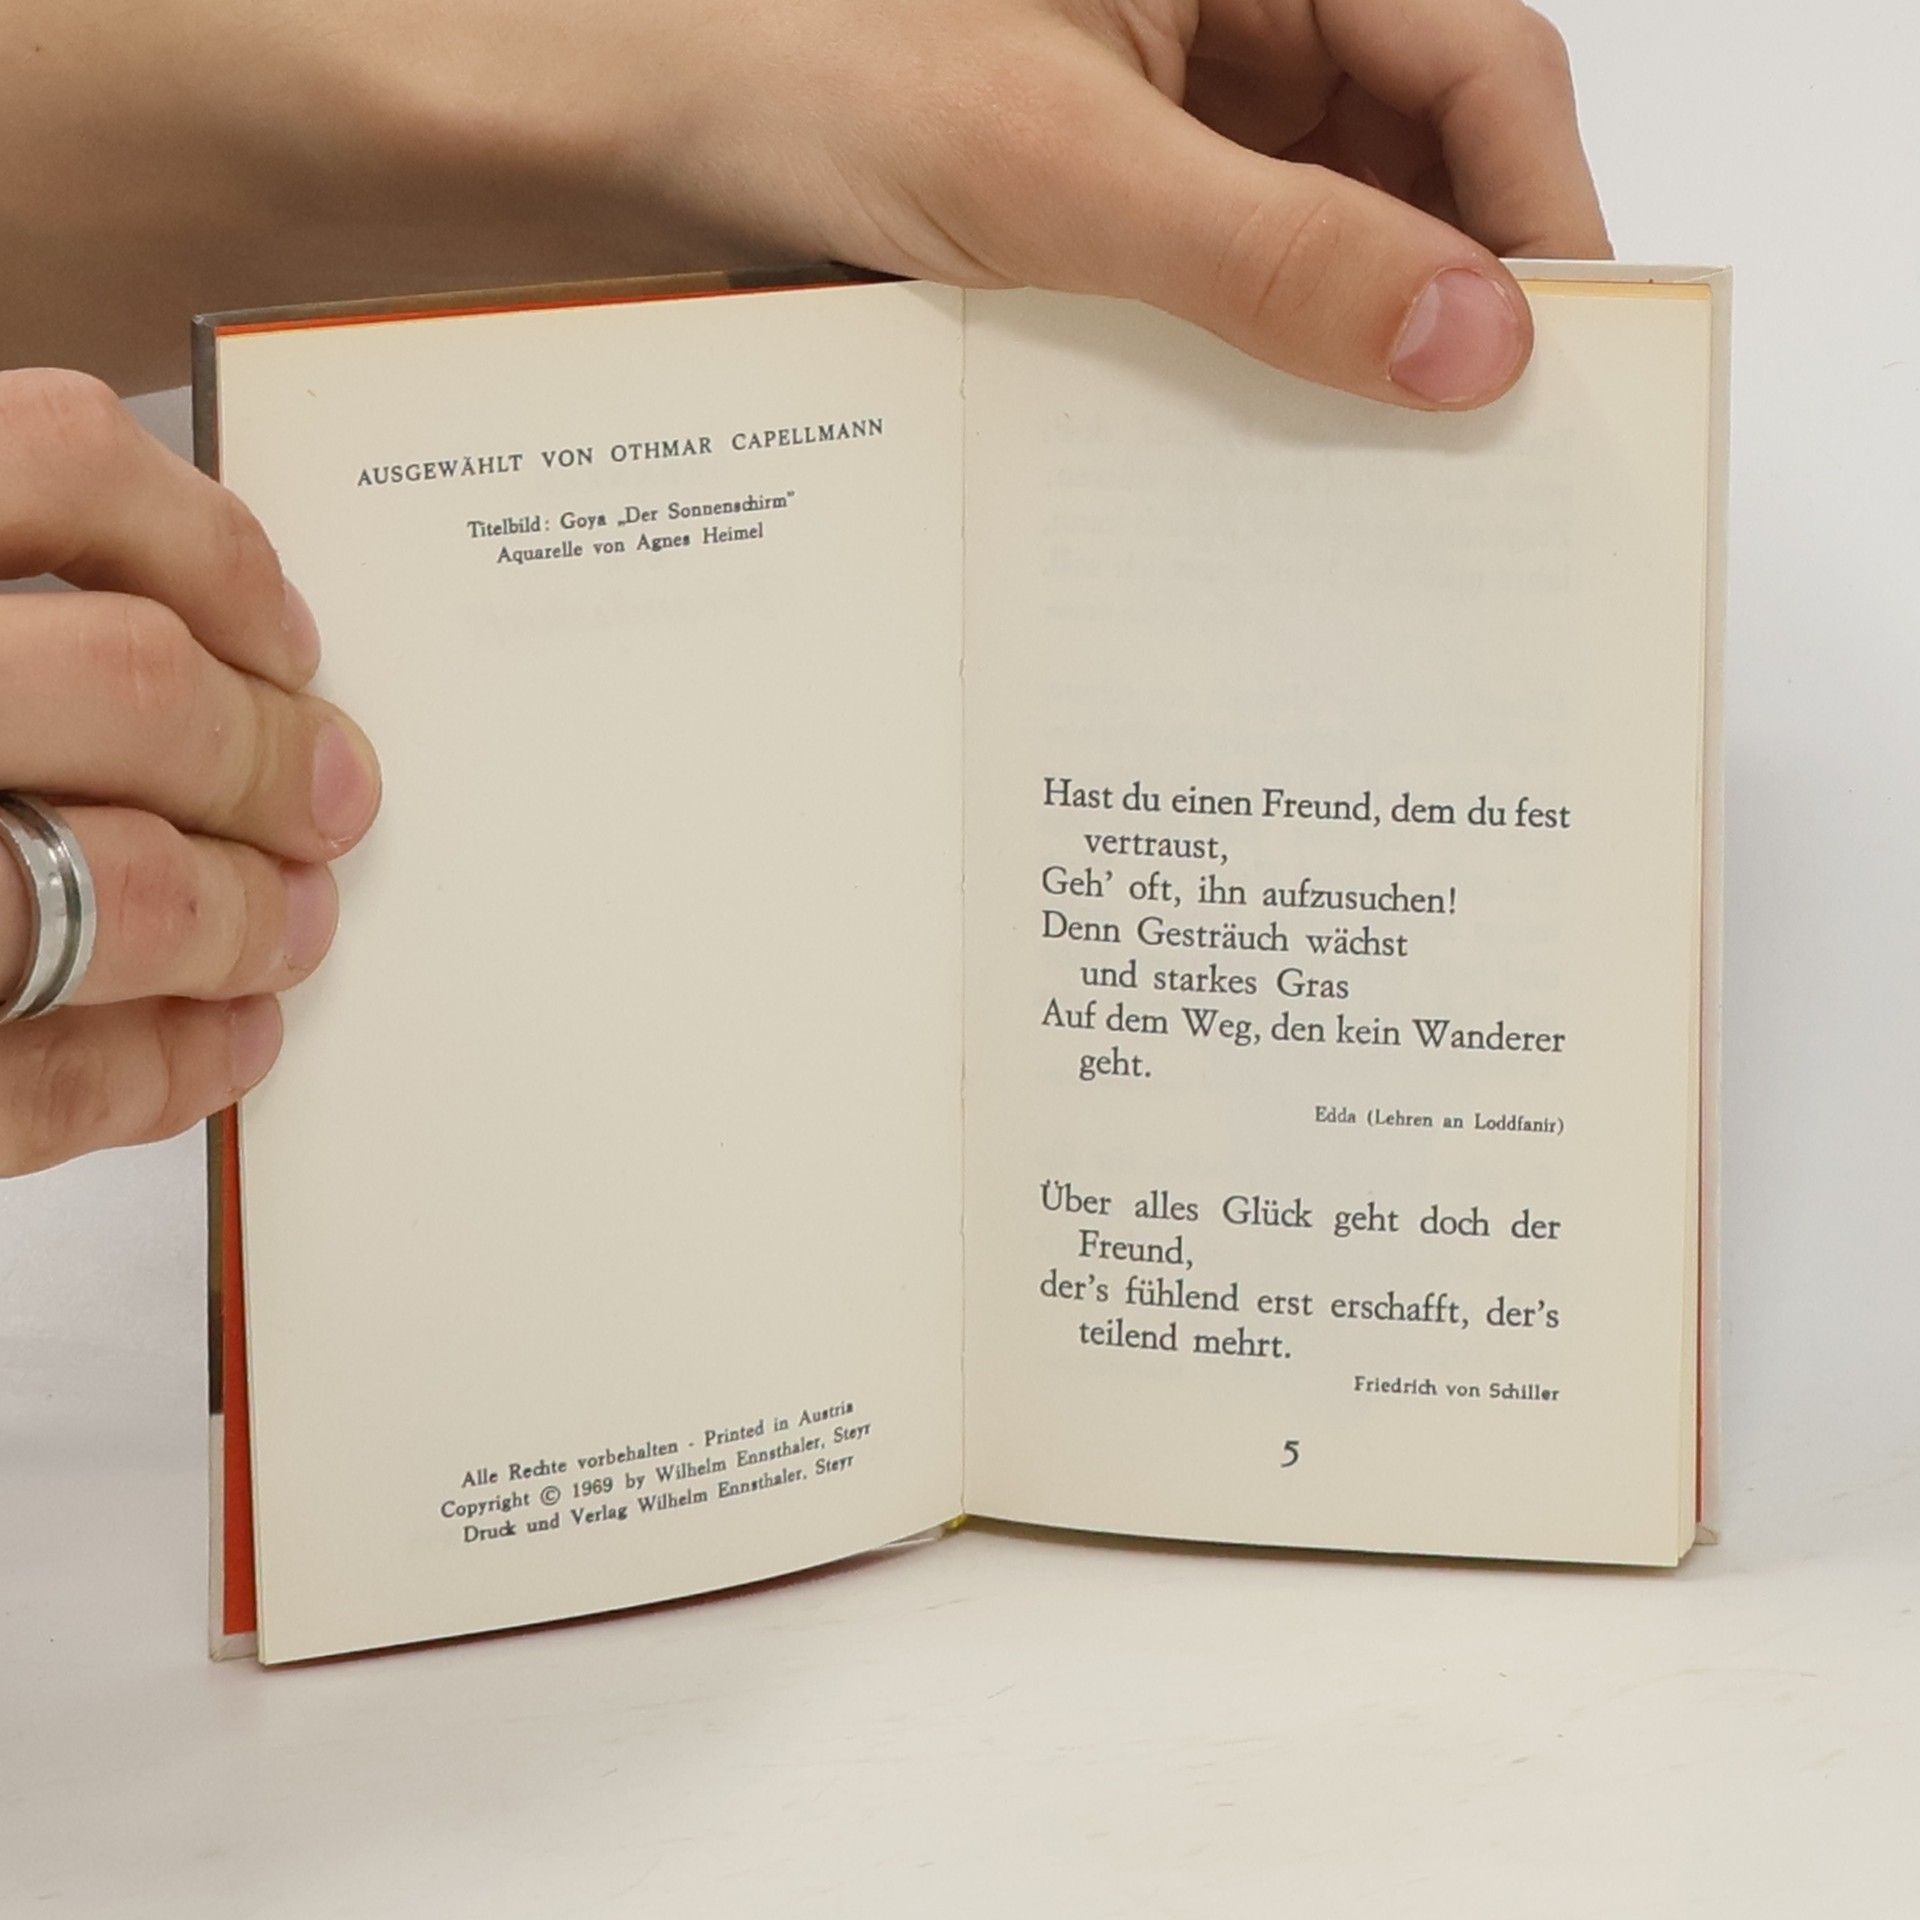 AUSGEWÄHLT VON OTHMAR CAPELLMANN
Titelbild: Goya „Der Sonnenschirm"
Aquarelle von Agnes Heimel
Alle Rechte vorbehalten - Printed in Austria
Copyright © 1969 by Wilhelm Ennsthaler, Steyr
Druck und Verlag Wilhelm Ennsthaler, Steyr
Hast du einen Freund, dem du fest
vertraust,
Geh' oft, ihn aufzusuchen!
Denn Gesträuch wächst
und starkes Gras
Auf dem Weg, den kein Wanderer
geht.
Edda (Lehren an Loddfanir)
Über alles Glück geht doch der
Freund,
der's fühlend erst erschafft, der's
teilend mehrt.
Friedrich von Schiller
5